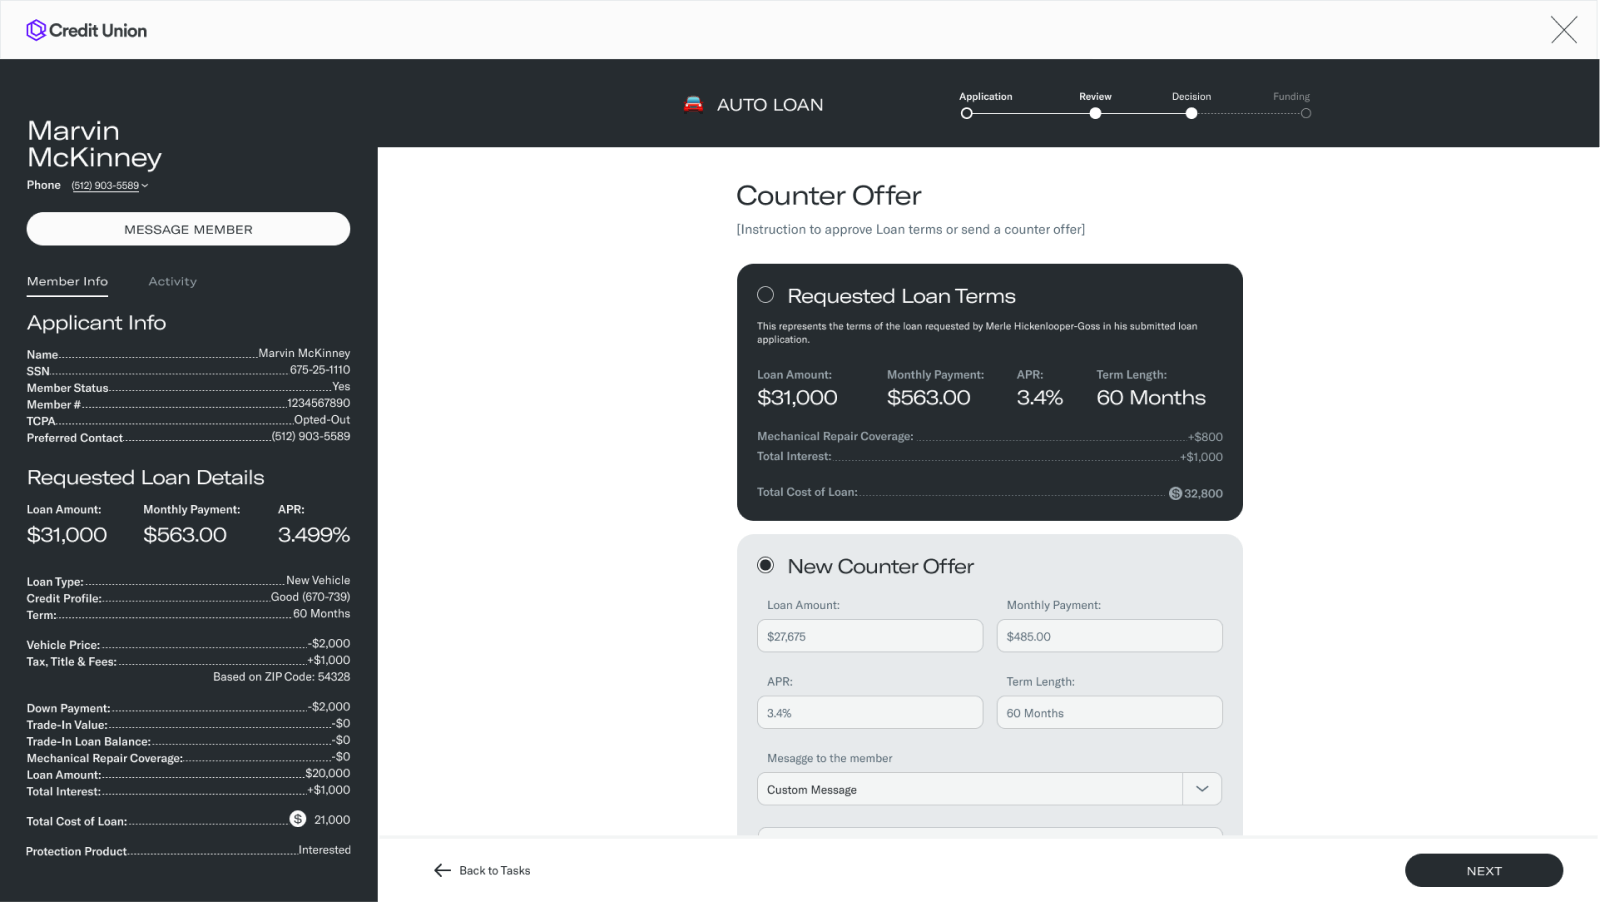 Credit Union
AUTO LOAN
Application Review Decision Funding
Marvin
McKinney
Phone (512) 903-5589
MESSAGE MEMBER
Member Info Activity
Applicant Info
Name Marvin McKinney
SSN 675-25-1110
Member Status Yes
Member # 1234567890
TCPA Opted-Out
Preferred Contact (512) 903-5589
Requested Loan Details
Loan Amount: Monthly Payment: APR:
$31,000 $563.00 3.499%
Loan Type: New Vehicle
Credit Profile: Good (670-739)
Term: 60 Months
Vehicle Price: -$2,000
Tax, Title & Fees: +$1,000
Based on ZIP Code: 54328
Down Payment: -$2,000
Trade-In Value: -$0
Trade-In Loan Balance: -$0
Mechanical Repair Coverage: -$0
Loan Amount: $20,000
Total Interest: +$1,000
Total Cost of Loan: $ 21,000
Protection Product Interested
Counter Offer
[Instruction to approve Loan terms or send a counter offer]
Requested Loan Terms
This represents the terms of the loan requested by Merle Hickenlooper-Goss in his submitted loan
application.
Loan Amount: Monthly Payment: APR: Term Length:
$31,000 $563.00 3.4% 60 Months
Mechanical Repair Coverage: +$800
Total Interest: +$1,000
Total Cost of Loan: $ 32,800
New Counter Offer
Loan Amount: Monthly Payment:
$27,675 $485.00
APR: Term Length:
3.4% 60 Months
Mesagge to the member
Custom Message
Back to Tasks
NEXT